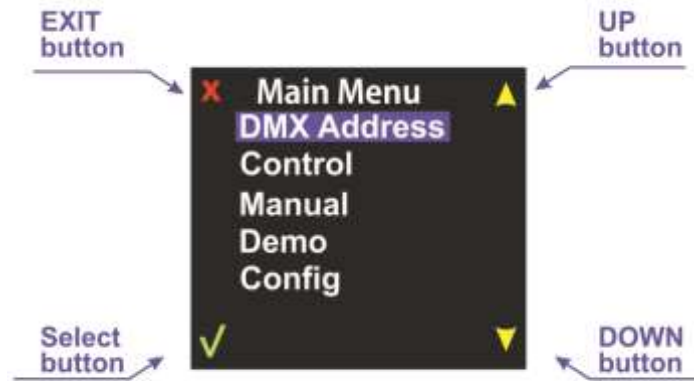 EXIT
button
UP
button
X Main Menu
DMX Address
Control
Manual
Demo
Config
Select
button
DOWN
button